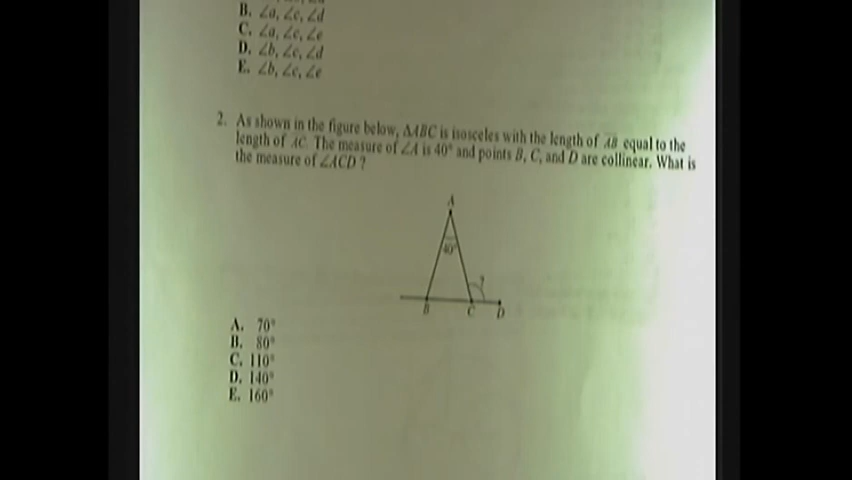 B. ∠a, ∠c, ∠d
C. ∠a, ∠c, ∠e
D. ∠b, ∠c, ∠d
E. ∠b, ∠c, ∠e
2. As shown in the figure below, ΔABC is isosceles with the length of AB equal to the
length of AC. The measure of ∠A is 40° and points B, C, and D are collinear. What is
the measure of ∠ACD ?
A
40°
?
B C D
A. 70°
B. 80°
C. 110°
D. 140°
E. 160°